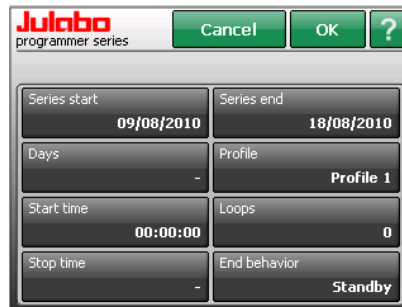 Julabo
programmer series
Cancel
OK
?
Series start
09/08/2010
Series end
18/08/2010
Days
-
Profile
Profile 1
Start time
00:00:00
Loops
0
Stop time
-
End behavior
Standby